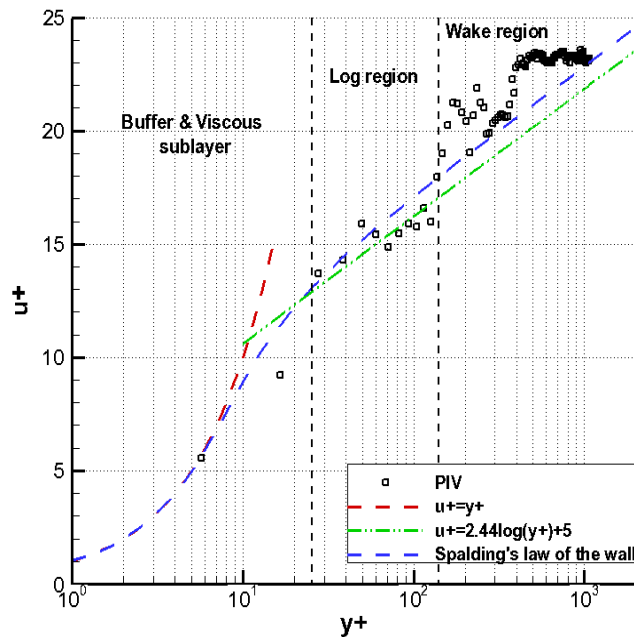 25
20
15
10
5
0
u+
Buffer & Viscous
sublayer
Log region
Wake region
PIV
u+=y+
u+=2.44log(y+)+5
Spalding's law of the wall
10^0
10^1
10^2
10^3
y+